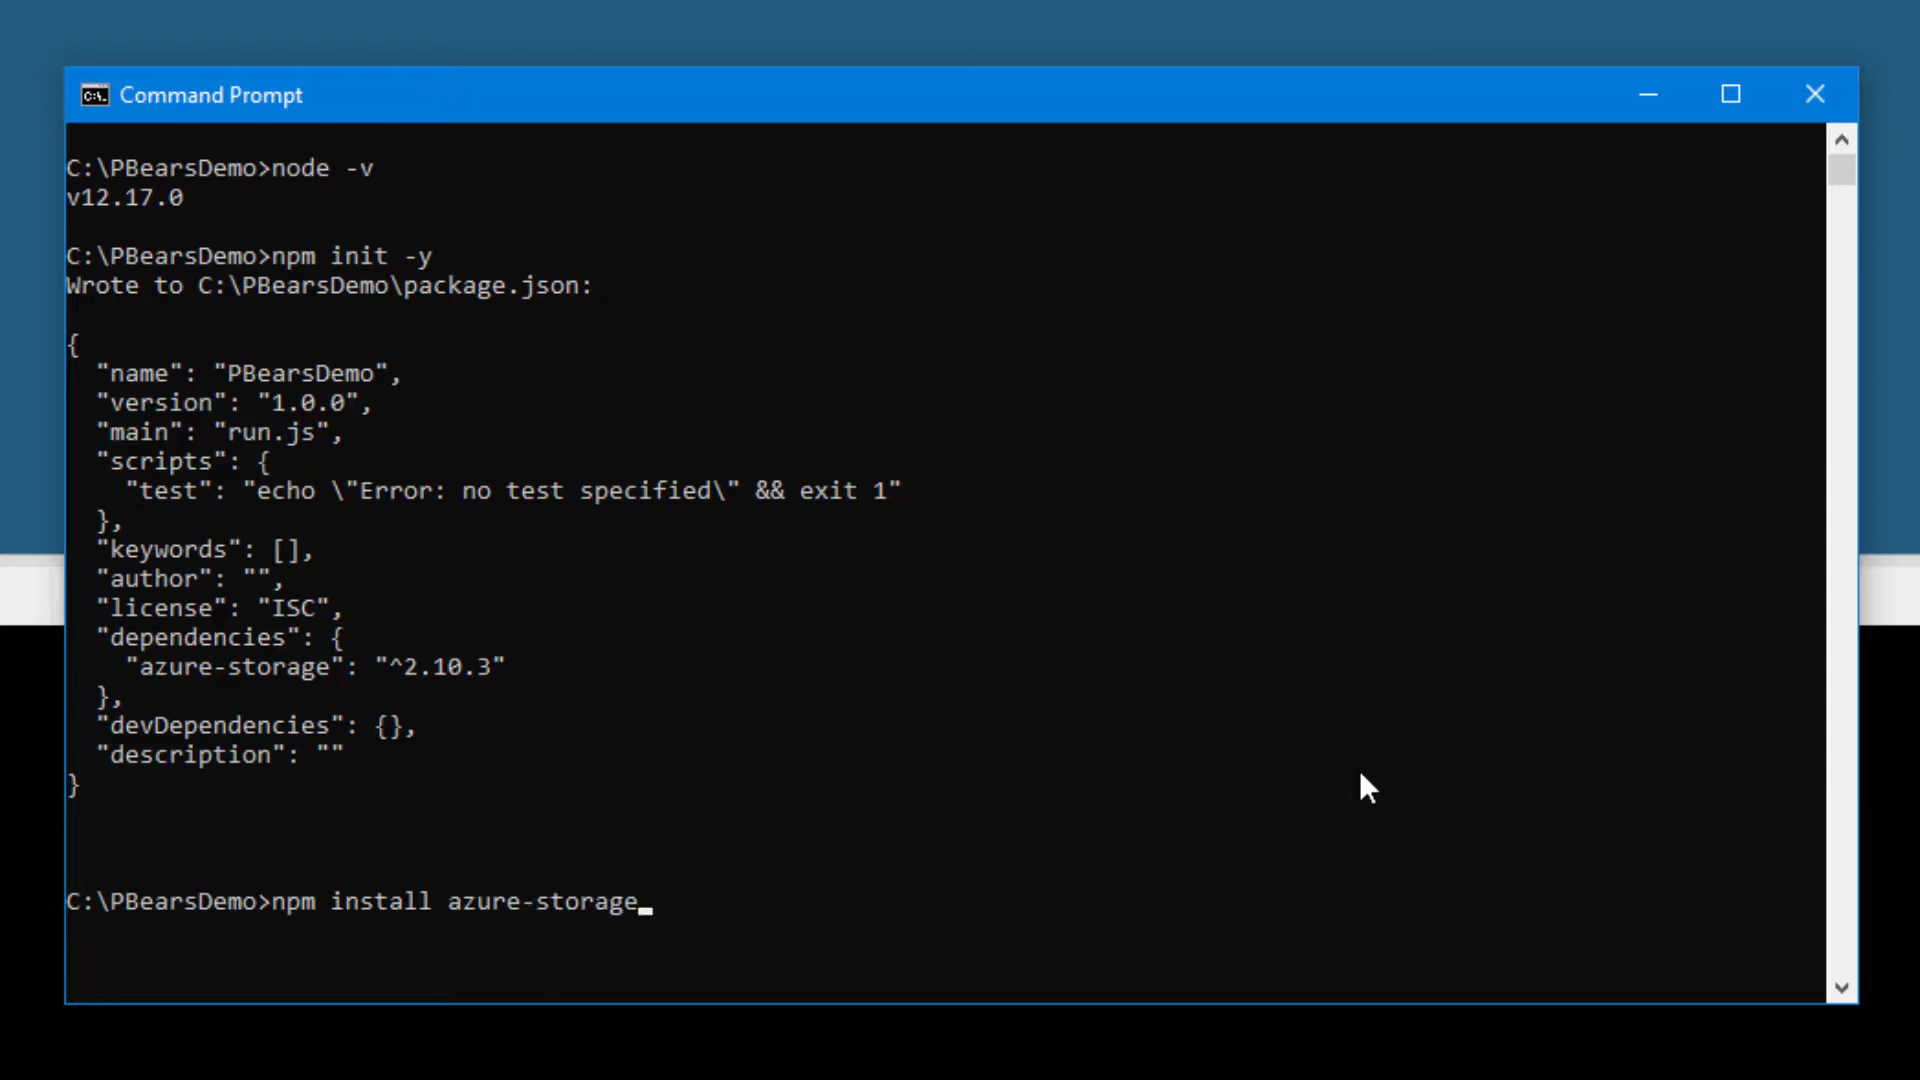 Command Prompt
C:\PBearsDemo>node -v
v12.17.0
C:\PBearsDemo>npm init -y
Wrote to C:\PBearsDemo\package.json:
{
  "name": "PBearsDemo",
  "version": "1.0.0",
  "main": "run.js",
  "scripts": {
    "test": "echo \"Error: no test specified\" && exit 1"
  },
  "keywords": [],
  "author": "",
  "license": "ISC",
  "dependencies": {
    "azure-storage": "^2.10.3"
  },
  "devDependencies": {},
  "description": ""
}
C:\PBearsDemo>npm install azure-storage